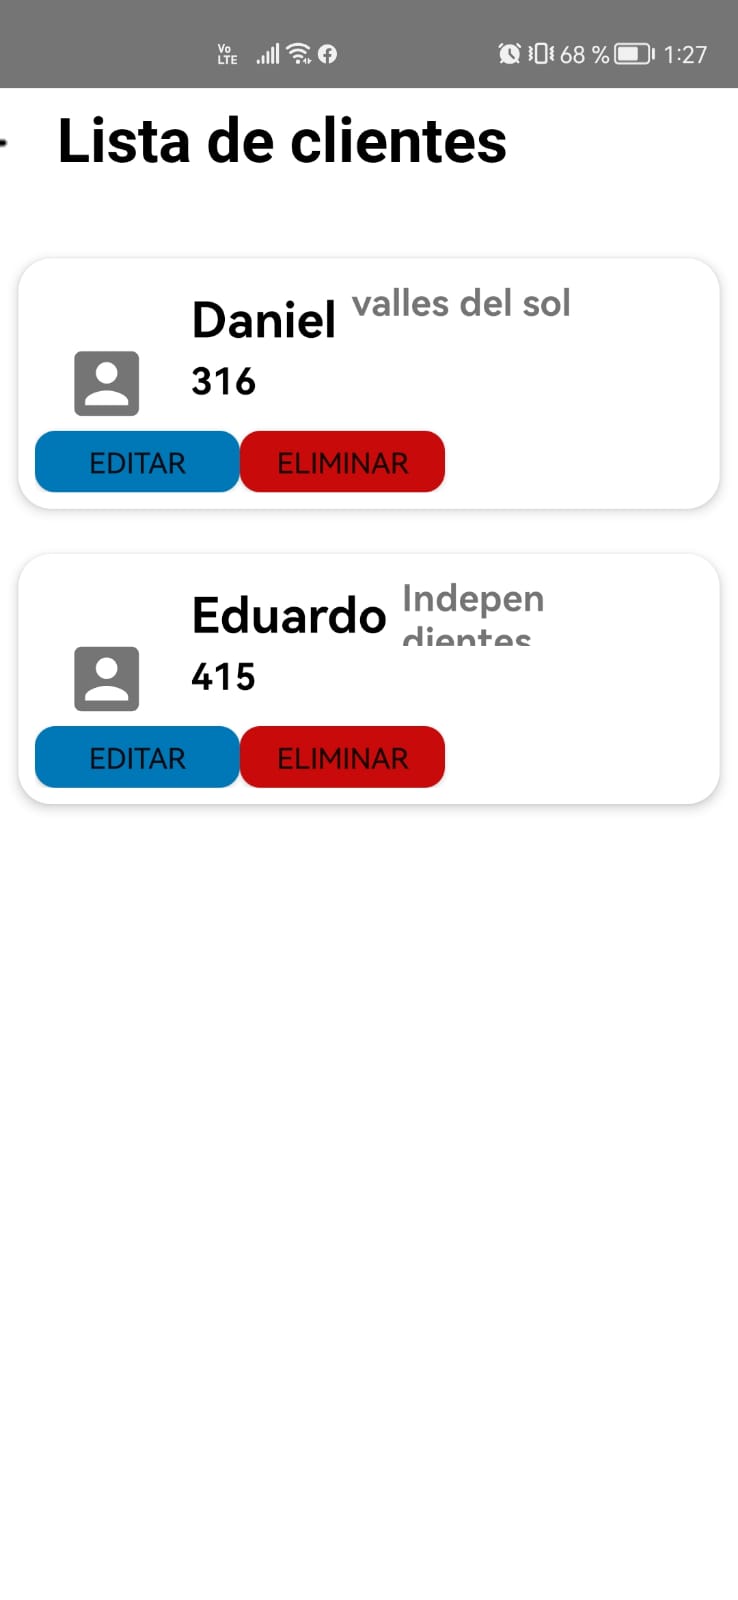 Vo
LTE
68 %
1:27
Lista de clientes
Daniel
valles del sol
316
EDITAR
ELIMINAR
Eduardo
Indepen
dientes
415
EDITAR
ELIMINAR